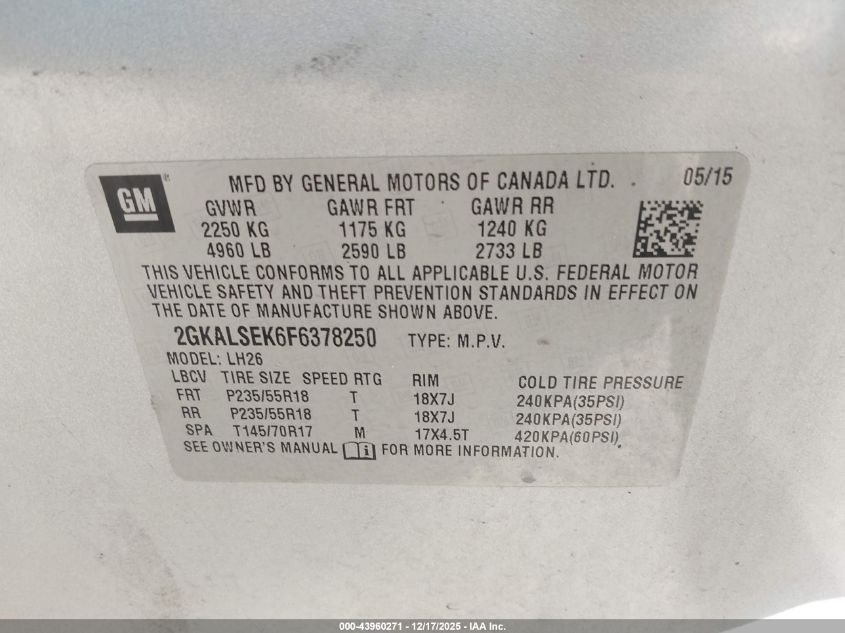 GM
MFD BY GENERAL MOTORS OF CANADA LTD. 05/15
GVWR GAWR FRT GAWR RR
2250 KG 1175 KG 1240 KG
4960 LB 2590 LB 2733 LB
THIS VEHICLE CONFORMS TO ALL APPLICABLE U.S. FEDERAL MOTOR
VEHICLE SAFETY AND THEFT PREVENTION STANDARDS IN EFFECT ON
THE DATE OF MANUFACTURE SHOWN ABOVE.
2GKALSEK6F6378250 TYPE: M.P.V.
MODEL: LH26
LBCV TIRE SIZE SPEED RTG RIM COLD TIRE PRESSURE
FRT P235/55R18 T 18X7J 240KPA(35PSI)
RR P235/55R18 T 18X7J 240KPA(35PSI)
SPA T145/70R17 M 17X4.5T 420KPA(60PSI)
SEE OWNER'S MANUAL i FOR MORE INFORMATION.
000-43960271 - 12/17/2025 - IAA Inc.